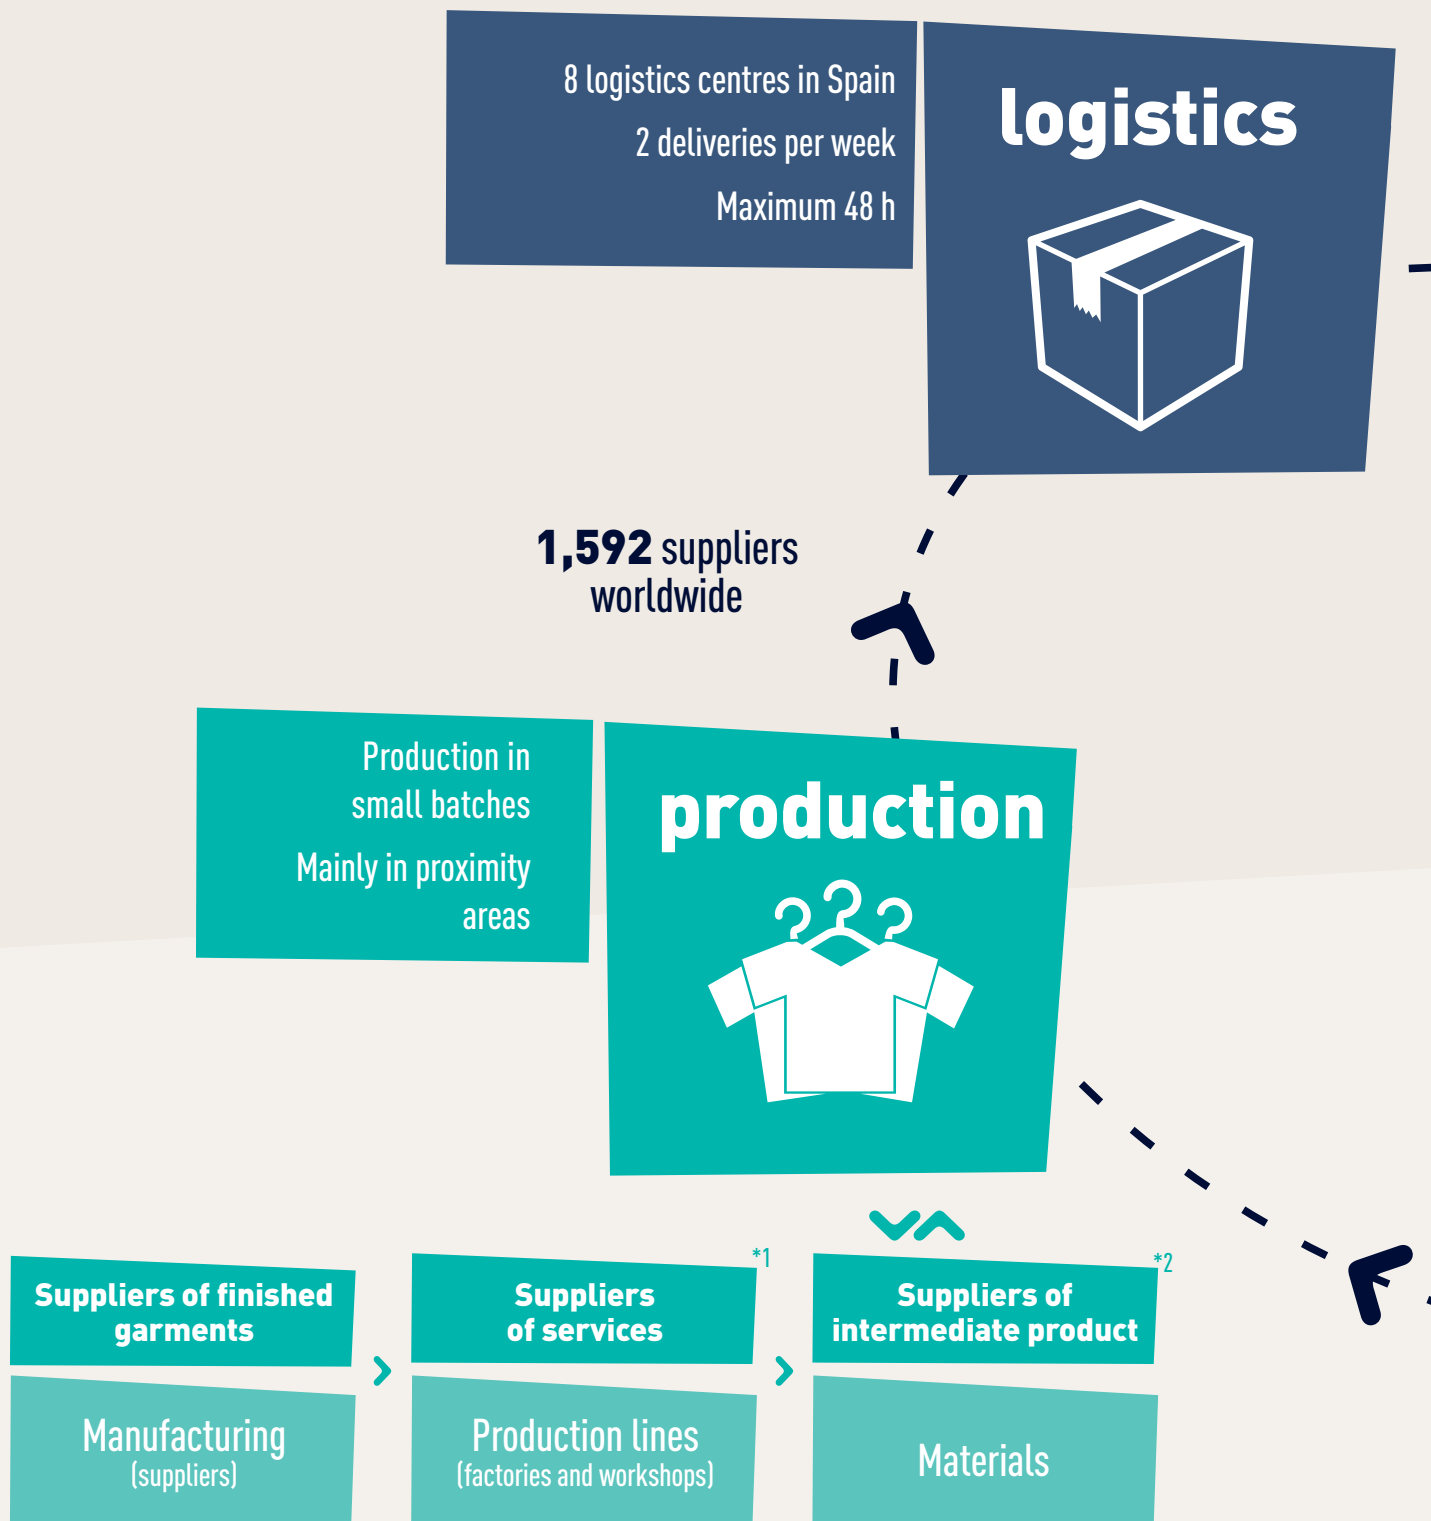 8 logistics centres in Spain
2 deliveries per week
Maximum 48 h
logistics
1,592 suppliers
worldwide
Production in
small batches
Mainly in proximity
areas
production
Suppliers of finished
garments
Manufacturing
(suppliers)
*1
Suppliers
of services
Production lines
(factories and workshops)
*2
Suppliers of
intermediate product
Materials